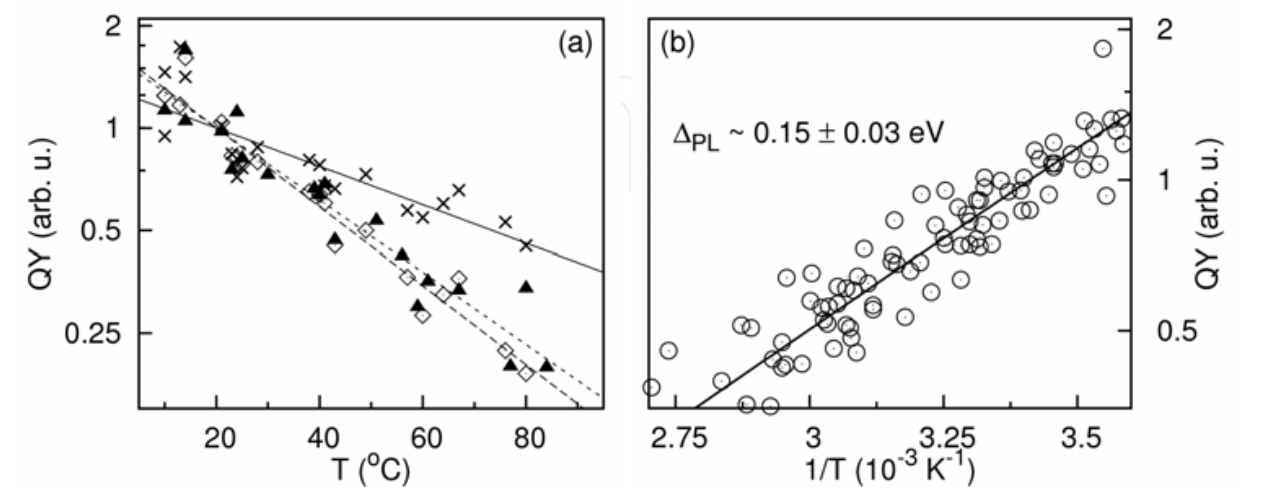 2
1
0.5
0.25
QY (arb. u.)
(a)
20 40 60 80
T (°C)
(b)
Δ_PL ~ 0.15 ± 0.03 eV
2
1
0.5
QY (arb. u.)
2.75 3 3.25 3.5
1/T (10⁻³ K⁻¹)